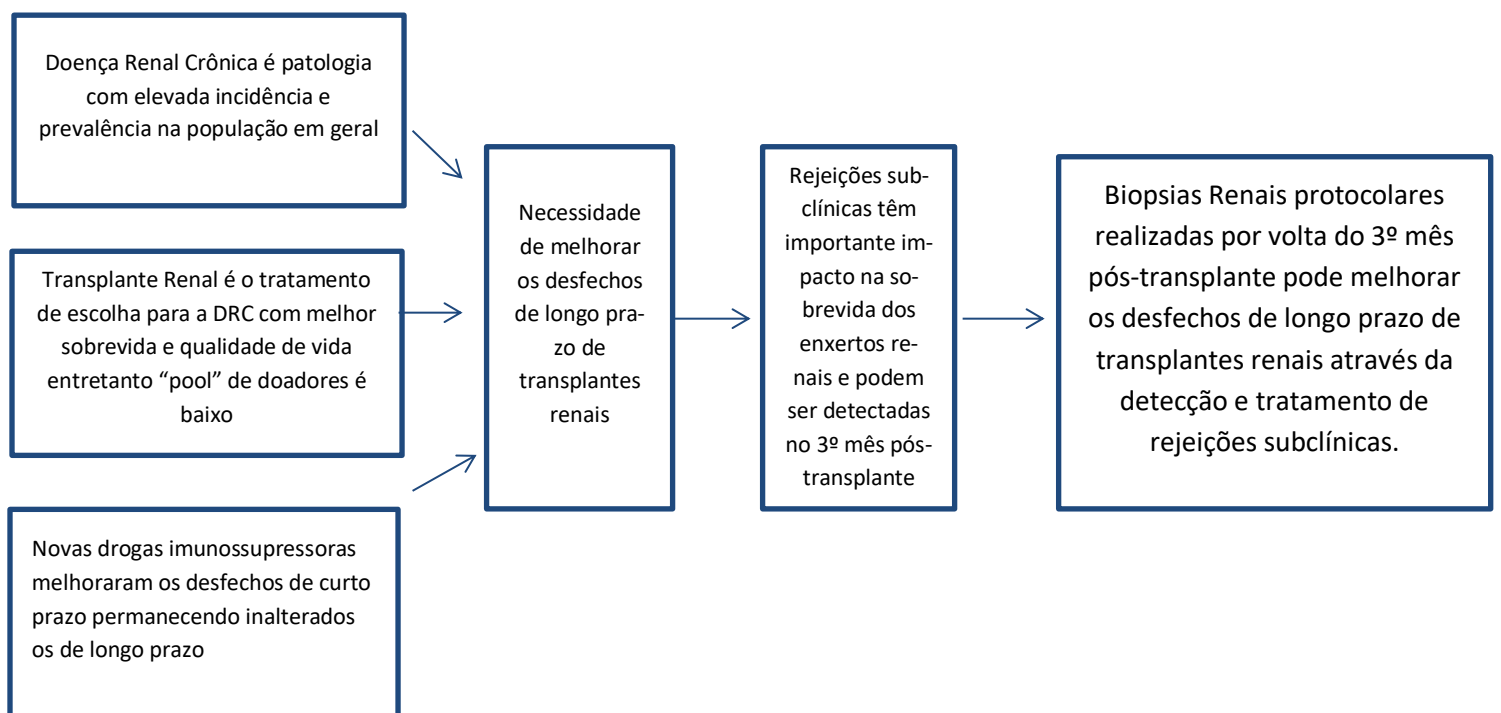 Doença Renal Crônica é patologia
com elevada incidência e
prevalência na população em geral
Transplante Renal é o tratamento
de escolha para a DRC com melhor
sobrevida e qualidade de vida
entretanto “pool” de doadores é
baixo
Novas drogas imunossupressoras
melhoraram os desfechos de curto
prazo permanecendo inalterados
os de longo prazo
Necessidade
de melhorar
os desfechos
de longo pra-
zo de
transplantes
renais
Rejeições sub-
clínicas têm
importante im-
pacto na so-
brevida dos
enxertos re-
nais e podem
ser detectadas
no 3º mês pós-
transplante
Biopsias Renais protocolares
realizadas por volta do 3º mês
pós-transplante pode melhorar
os desfechos de longo prazo de
transplantes renais através da
detecção e tratamento de
rejeições subclínicas.